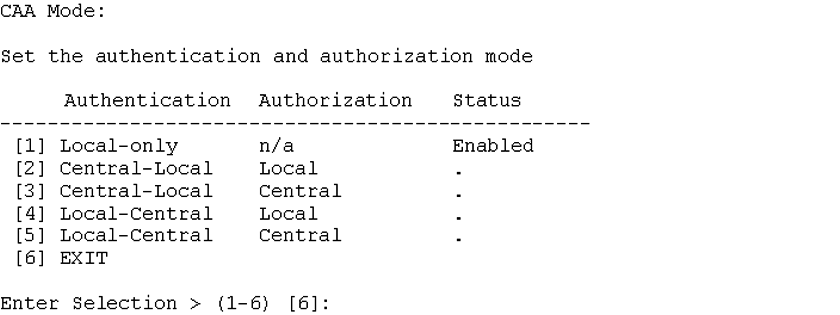 CAA Mode:
Set the authentication and authorization mode
Authentication Authorization Status
-------------------------------------------------
[1] Local-only n/a Enabled
[2] Central-Local Local .
[3] Central-Local Central .
[4] Local-Central Local .
[5] Local-Central Central .
[6] EXIT
Enter Selection > (1-6) [6]: